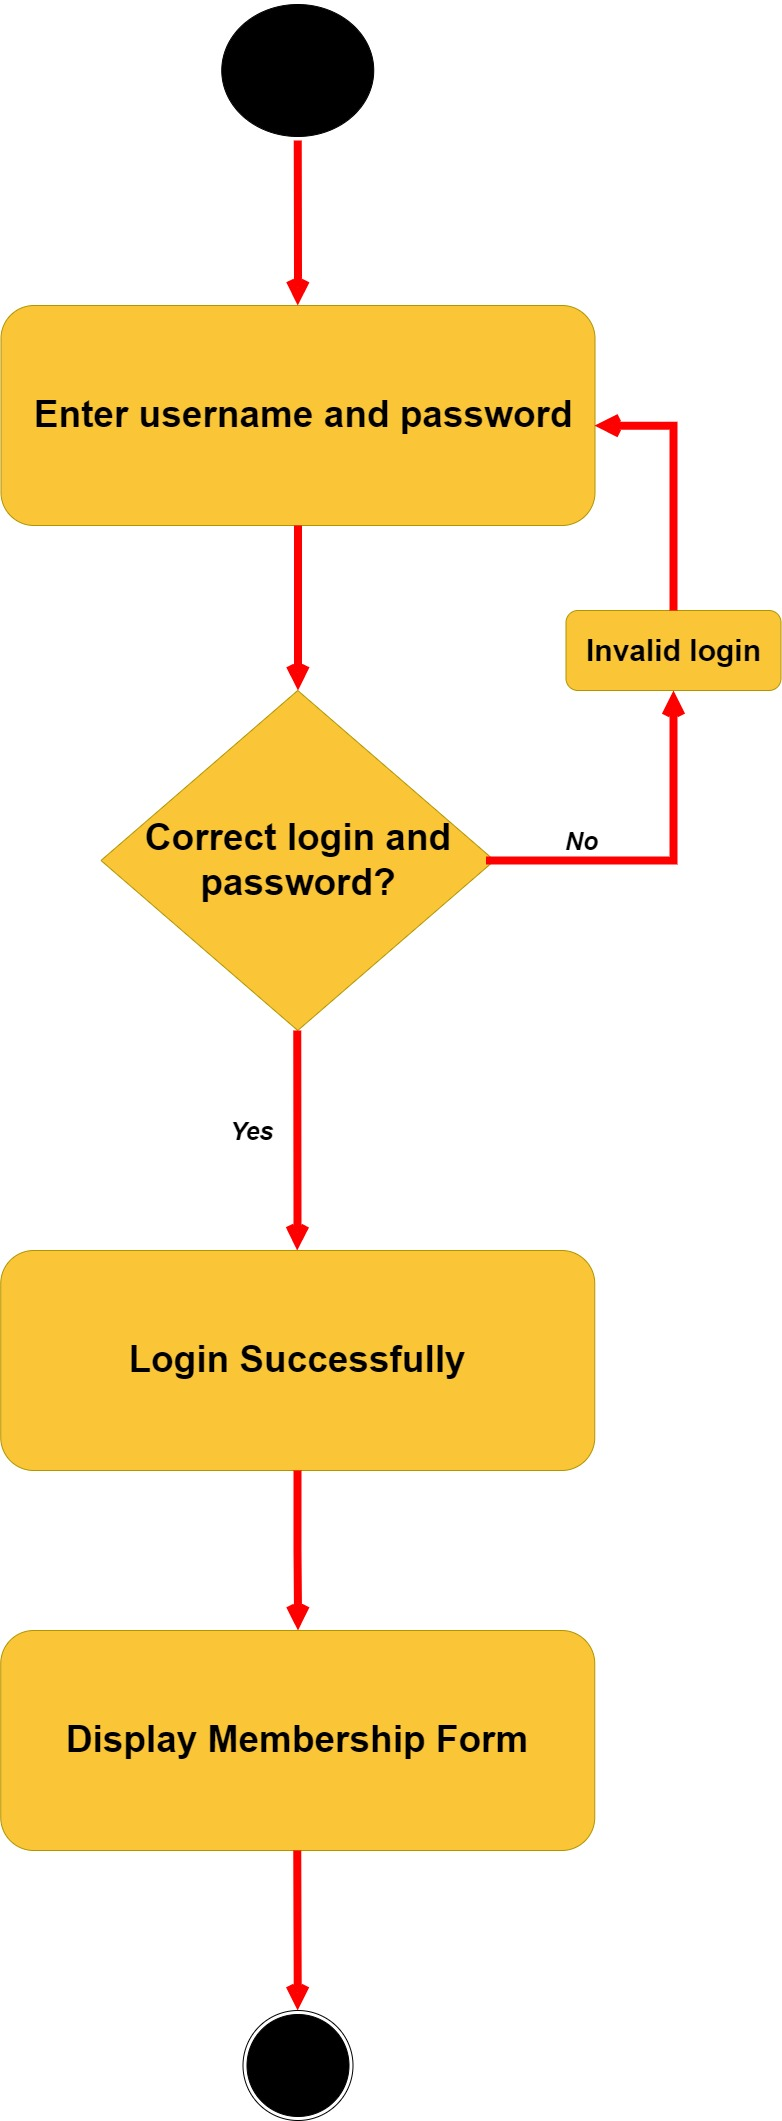 Enter username and password
Invalid login
Correct login and
password?
No
Yes
Login Successfully
Display Membership Form